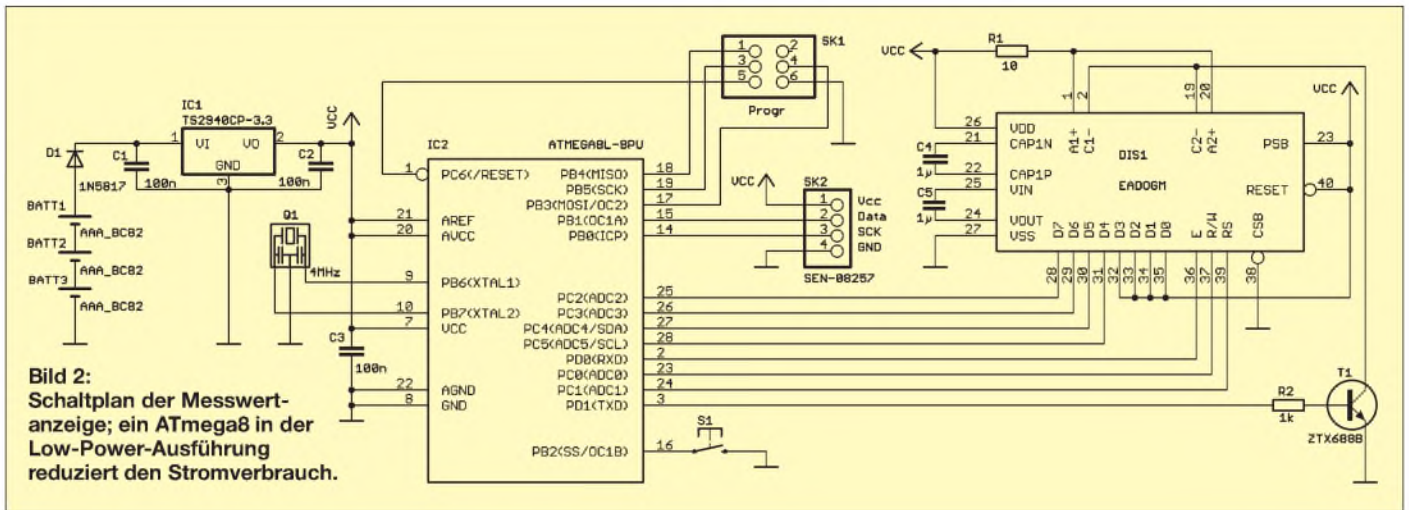 IC1
TS2940CP-3.3
1 VI VO 2
GND
3
VCC
D1
1N5817
C1
100n
C2
100n
BATT1
AAA_BC82
BATT2
AAA_BC82
BATT3
AAA_BC82
Q1
4MHz
C3
100n
IC2
ATMEGA8L-8PU
1 PC6(/RESET)
21 AREF
20 AVCC
9 PB6(XTAL1)
10 PB7(XTAL2)
7 VCC
22 AGND
8 GND
PB4(MISO) 18
PB5(SCK) 19
PB3(MOSI/OC2) 17
PB1(OC1A) 15
PB0(ICP) 14
PC2(ADC2) 25
PC3(ADC3) 26
PC4(ADC4/SDA) 27
PC5(ADC5/SCL) 28
PD0(RXD) 2
PC0(ADC0) 23
PC1(ADC1) 24
PD1(TXD) 3
PB2(SS/OC1B) 16
S1
SK1
1 2
3 4
5 6
Progr
VCC
SK2
1 Vcc
2 Data
3 SCK
4 GND
SEN-08257
VCC
R1
10
1 2 19 20
A1+ C1- C2- A2+
VCC
26 VDD
21 CAP1N
22 CAP1P
25 VIN
24 VOUT
27 VSS
C4
1µ
C5
1µ
DIS1
EADOGM
PSB 23
RESET 40
D7 D6 D5 D4 D3 D2 D1 D0 E R/W RS CSB
28 29 30 31 32 33 34 35 36 37 39 38
R2
1k
T1
ZTX688B
Bild 2:
Schaltplan der Messwert-
anzeige; ein ATmega8 in der
Low-Power-Ausführung
reduziert den Stromverbrauch.